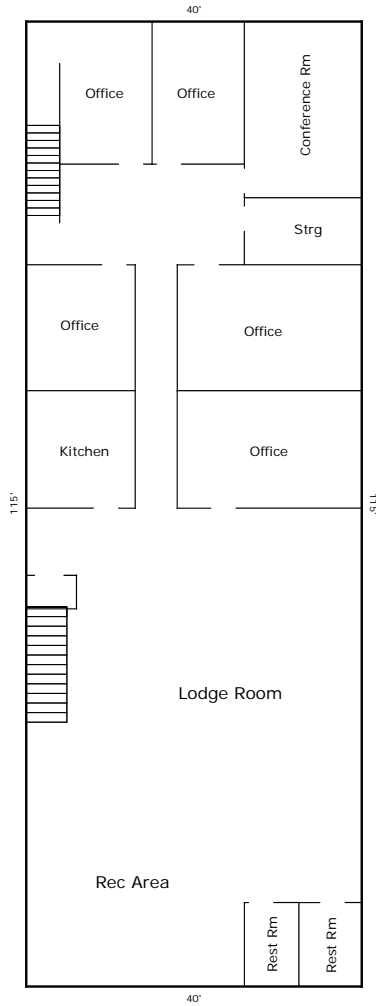 40'
Office
Office
Conference Rm
Strg
Office
Office
Kitchen
Office
115'
115'
Lodge Room
Rec Area
Rest Rm
Rest Rm
40'